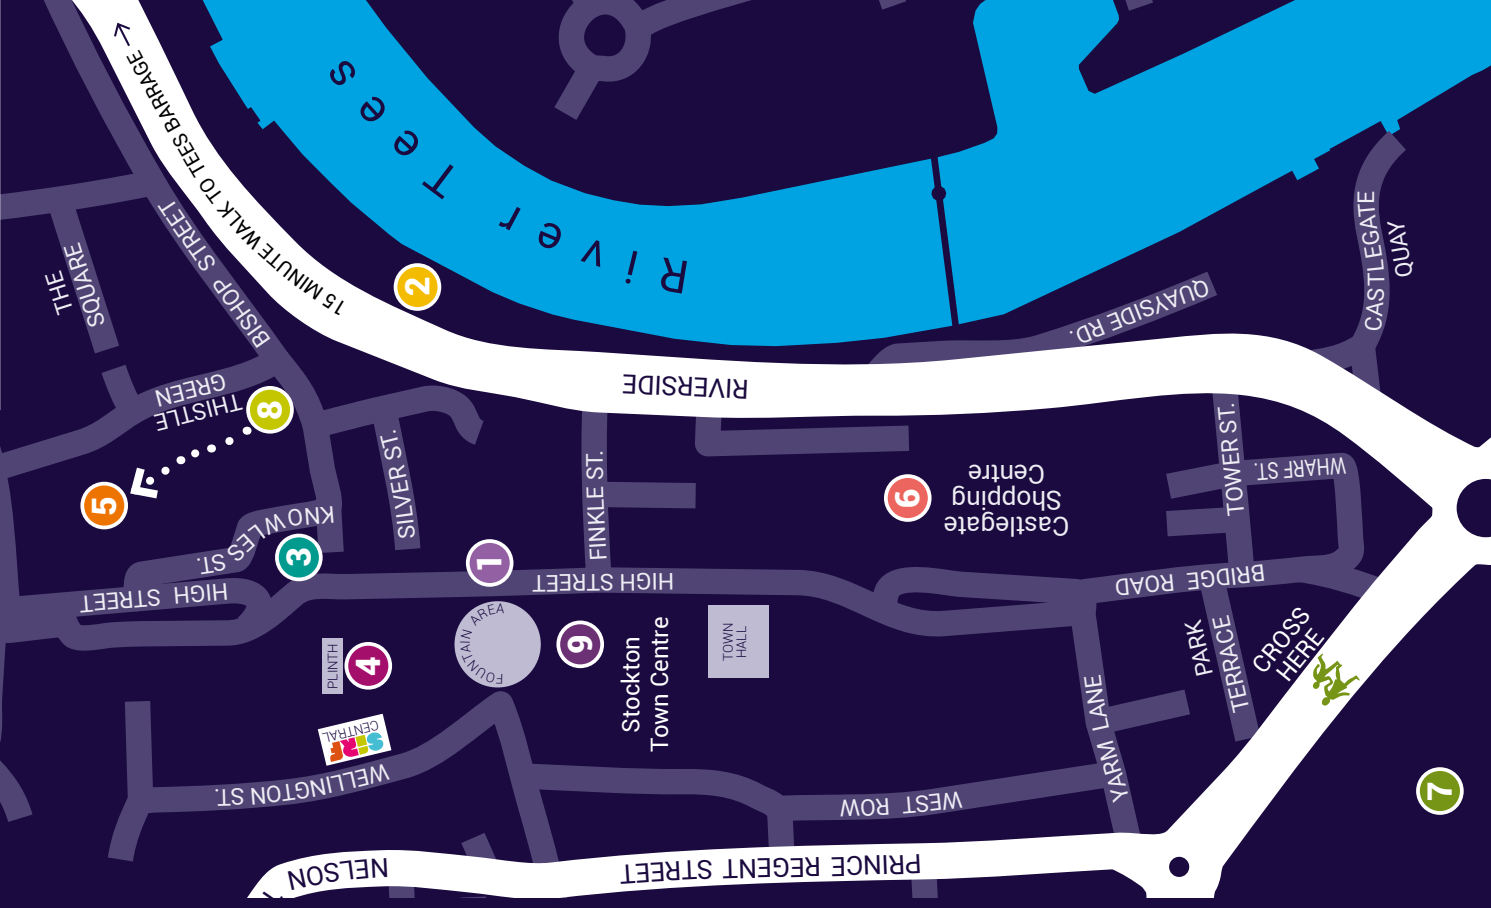 15 MINUTE WALK TO TEES BARRAGE
River Tees
THE
SQUARE
BISHOP STREET
2
QUAYSIDE RD.
CASTLEGATE
QUAY
RIVERSIDE
THISTLE
GREEN
8
5
SILVER ST.
FINKLE ST.
6
Castlegate
Shopping
Centre
TOWER ST.
WHARF ST.
KNOWLES ST.
3
1
HIGH STREET
HIGH STREET
BRIDGE ROAD
FOUNTAIN AREA
9
Stockton
Town Centre
TOWN
HALL
PLINTH
4
PARK
TERRACE
CROSS
HERE
SIRF
CENTRAL
WELLINGTON ST.
YARM LANE
WEST ROW
7
NELSON
PRINCE REGENT STREET